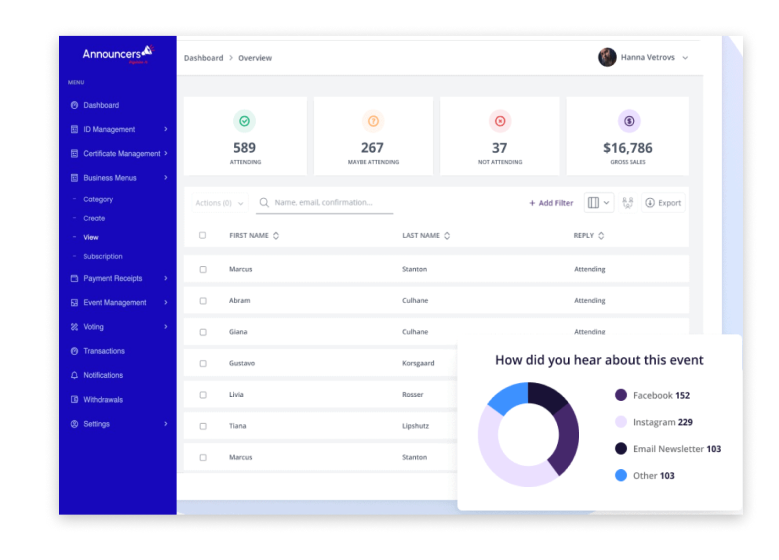 Announcers
Dashboard > Overview
Hanna Vetrovs
MENU
Dashboard
ID Management
Certificate Management
Business Menus
Category
Create
View
Subscription
Payment Receipts
Event Management
Voting
Transactions
Notifications
Withdrawals
Settings
589
ATTENDING
267
MAYBE ATTENDING
37
NOT ATTENDING
$16,786
GROSS SALES
Actions (0)
Name, email, confirmation...
+ Add Filter
Export
FIRST NAME LAST NAME REPLY
Marcus Stanton Attending
Abram Culhane Attending
Giana Culhane Attending
Gustavo Korsgaard
Livia Rosser
Tiana Lipshutz
Marcus Stanton
How did you hear about this event
Facebook 152
Instagram 229
Email Newsletter 103
Other 103